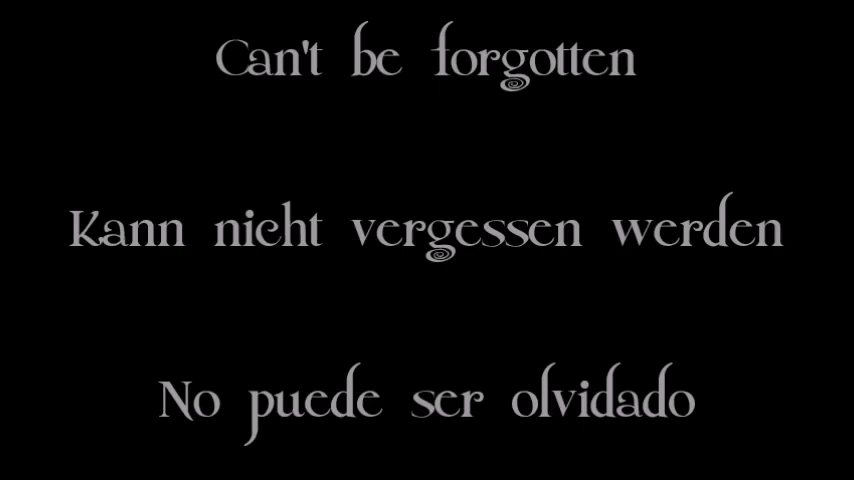 Can't be forgotten
Kann nicht vergessen werden
No puede ser olvidado